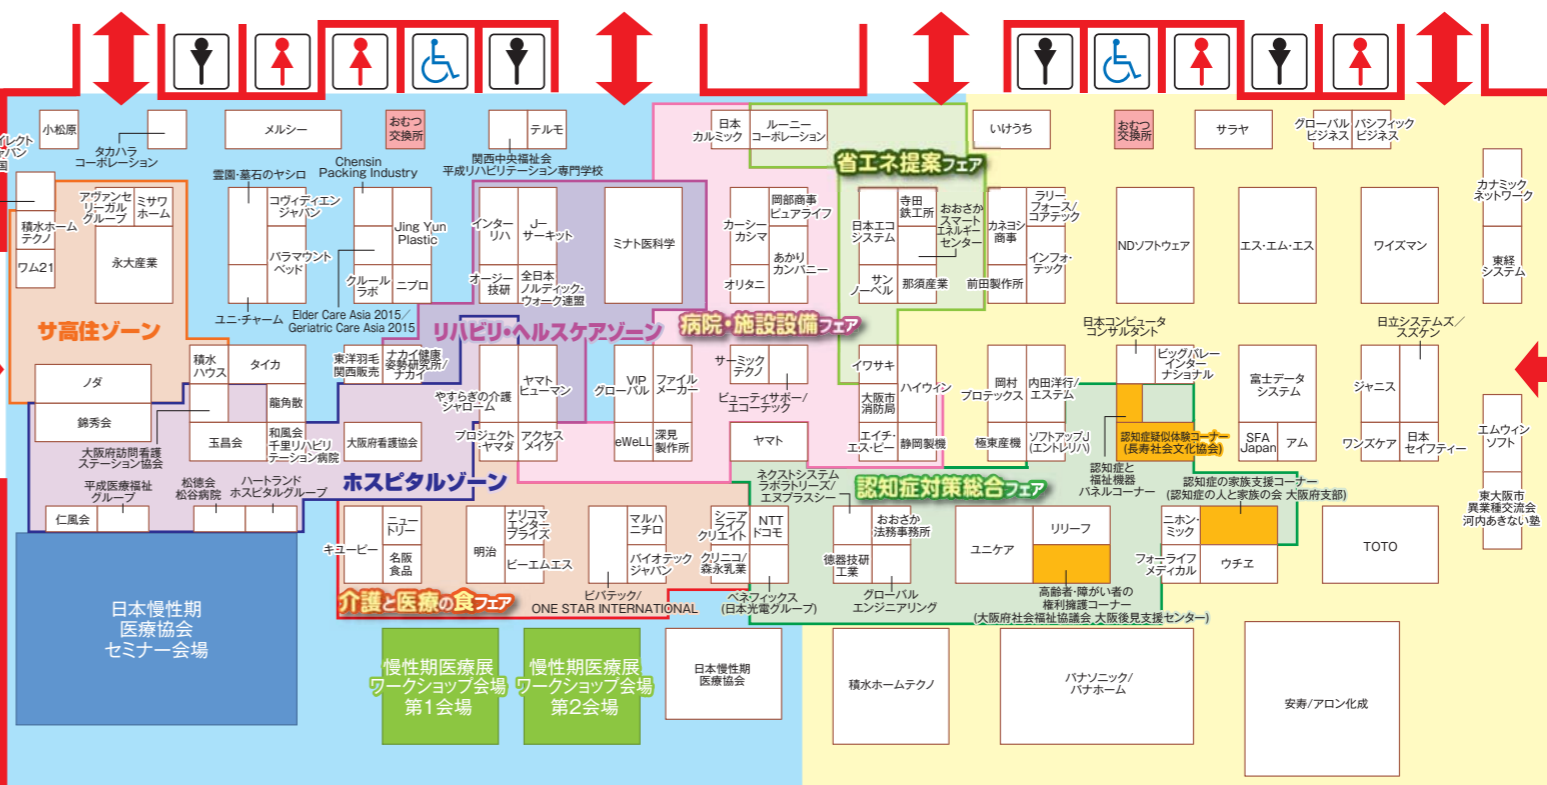 小松原
タカハラ
コーポレーション
メルシー
おむつ
交換所
テルモ
関西中央福祉会
平成リハビリテーション専門学校
日本
カルミック
ルーニー
コーポレーション
いけうち
おむつ
交換所
サラヤ
グローバル
ビジネス
パシフィック
ビジネス
イレクト
国
省エネ提案フェア
霊園・墓石のヤシロ
Chensin
Packing Industry
アヴァンセ
リーガル
グループ
ミサワ
ホーム
積水ホーム
テクノ
ワム21
永大産業
コヴィディエン
ジャパン
パラマウント
ベッド
ユニ・チャーム
Jing Yun
Plastic
クルール
ラボ
ニプロ
Elder Care Asia 2015／
Geriatric Care Asia 2015
インター
リハ
J-
サーキット
オージー
技研
全日本
ノルディック・
ウォーク連盟
ミナト医科学
カーシー
カシマ
岡部商事
ピュアライフ
あかり
カンパニー
オリタニ
日本エコ
システム
寺田
鉄工所
おおさか
スマート
エネルギー
センター
サン
ノーベル
那須産業
カネヨシ
商事
ラリー
フォース/
コアテック
インフォ・
テック
前田製作所
NDソフトウェア
エス・エム・エス
ワイズマン
カナミック
ネットワーク
東経
システム
サ高住ゾーン
リハビリ・ヘルスケアゾーン
病院・施設設備フェア
日本コンピュータ
コンサルタント
日立システムズ／
スズケン
ノダ
錦秀会
積水
ハウス
タイカ
龍角散
玉昌会
和風会
千里リハビリ
テーション病院
大阪府訪問看護
ステーション協会
東洋羽毛
関西販売
ナカイ健康
姿勢研究所/
ナカイ
大阪府看護協会
やすらぎの介護
シャローム
ヤマト
ヒューマン
プロジェクト
ヤマダ
アクセス
メイク
VIP
グローバル
ファイル
メーカー
eWeLL
深見
製作所
サーミック
テクノ
ビューティサポー/
エコーテック
ヤマト
イワサキ
ハイウィン
大阪市
消防局
エイチ・
エス・ピー
静岡製機
岡村
プロテックス
内田洋行/
エステム
極東産機
ソフトアップJ
(エントレリハ)
ビッグバレー
インター
ナショナル
認知症疑似体験コーナー
(長寿社会文化協会)
認知症と
福祉機器
パネルコーナー
富士データ
システム
SFA
Japan
アム
ジャニス
ワンズケア
日本
セイフティー
エムウィン
ソフト
東大阪市
異業種交流会
河内あきない塾
平成医療福祉
グループ
松徳会
松谷病院
ハートランド
ホスピタルグループ
ホスピタルゾーン
仁風会
ネクストシステム
ラボラトリーズ/
エヌプラスシー
認知症対策総合フェア
認知症の家族支援コーナー
(認知症の人と家族の会 大阪府支部)
キユーピー
ニュー
トリー
名阪
食品
明治
ナリコマ
エンター
プライズ
ビーエムエス
マルハ
ニチロ
バイオテック
ジャパン
ビバテック/
ONE STAR INTERNATIONAL
シニア
ライフ
クリエイト
NTT
ドコモ
クリニコ/
森永乳業
ベネフィックス
(日本光電グループ)
おおさか
法務事務所
徳器技研
工業
グローバル
エンジニアリング
ユニケア
リリーフ
高齢者・障がい者の
権利擁護コーナー
(大阪府社会福祉協議会 大阪後見支援センター)
ニホン・
ミック
フォーライフ
メディカル
ウチヱ
TOTO
介護と医療の食フェア
日本慢性期
医療協会
セミナー会場
慢性期医療展
ワークショップ会場
第1会場
慢性期医療展
ワークショップ会場
第2会場
日本慢性期
医療協会
積水ホームテクノ
パナソニック/
パナホーム
安寿/アロン化成